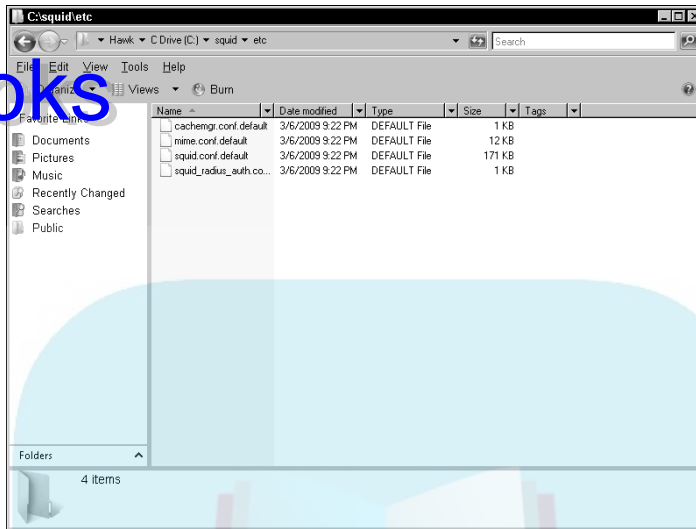 C:\squid\etc
Hawk C Drive (C:) squid etc Search
File Edit View Tools Help
Organiz Views Burn
oks
Favorite Links
Name Date modified Type Size Tags
cachemgr.conf.default 3/6/2009 9:22 PM DEFAULT File 1 KB
mime.conf.default 3/6/2009 9:22 PM DEFAULT File 12 KB
squid.conf.default 3/6/2009 9:22 PM DEFAULT File 171 KB
squid_radius_auth.co... 3/6/2009 9:22 PM DEFAULT File 1 KB
Documents
Pictures
Music
Recently Changed
Searches
Public
Folders
4 items